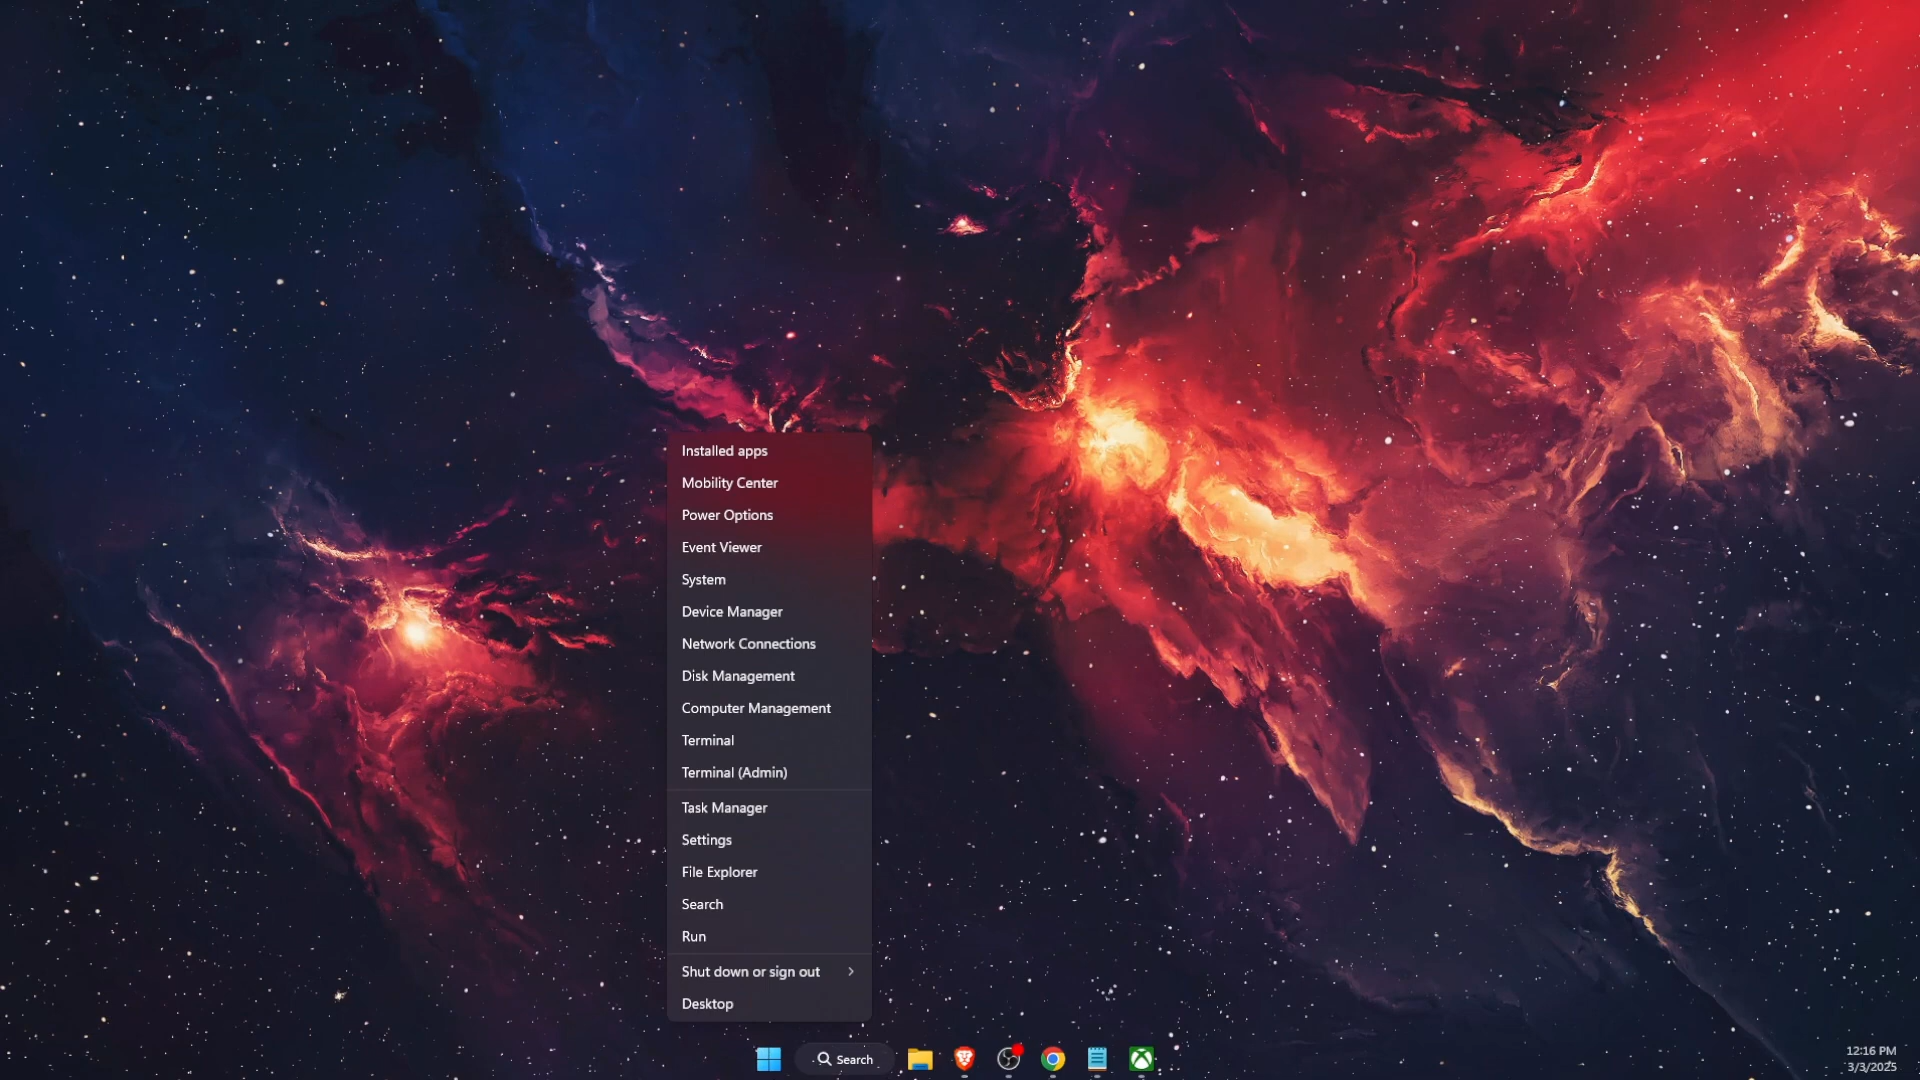 Installed apps
Mobility Center
Power Options
Event Viewer
System
Device Manager
Network Connections
Disk Management
Computer Management
Terminal
Terminal (Admin)
Task Manager
Settings
File Explorer
Search
Run
Shut down or sign out
Desktop
Search
12:16 PM
3/3/2025